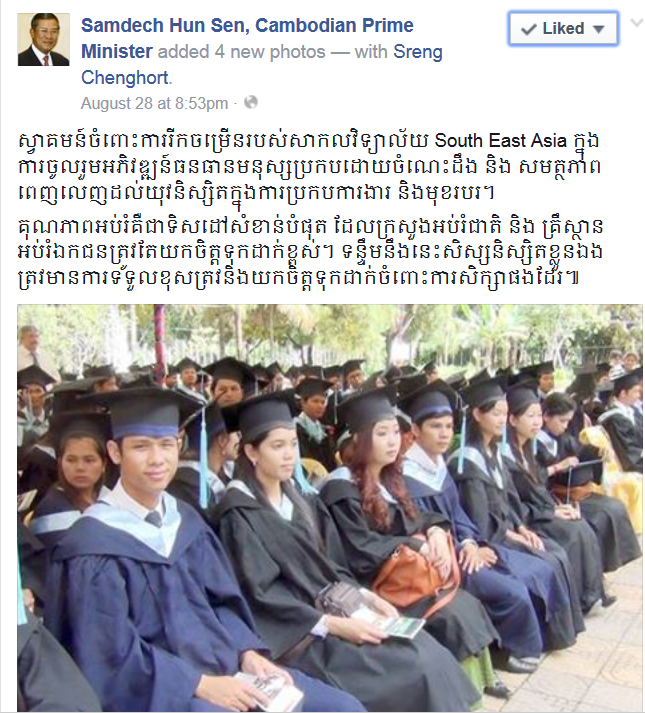 Samdech Hun Sen, Cambodian Prime
Minister added 4 new photos — with Sreng
Chenghort.
August 28 at 8:53pm ·
Liked
ស្វាគមន៍ចំពោះការរីកចម្រើនរបស់សាកលវិទ្យាល័យ South East Asia ក្នុង
ការចូលរួមអភិវឌ្ឍន៍ធនធានមនុស្សប្រកបដោយចំណេះដឹង និង សមត្ថភាព
ពេញលេញដល់យុវនិស្សិតក្នុងការប្រកបការងារ និងមុខរបរ។
គុណភាពអប់រំគឺជាទិសដៅសំខាន់បំផុត ដែលក្រសួងអប់រំជាតិ និង គ្រឹស្ថាន
អប់រំឯកជនត្រូវតែយកចិត្តទុកដាក់ខ្ពស់។ ទន្ទឹមនឹងនេះសិស្សនិស្សិតខ្លួនឯង
ត្រូវមានការទទួលខុសត្រូវនិងយកចិត្តទុកដាក់ចំពោះការសិក្សាផងដែរ៕